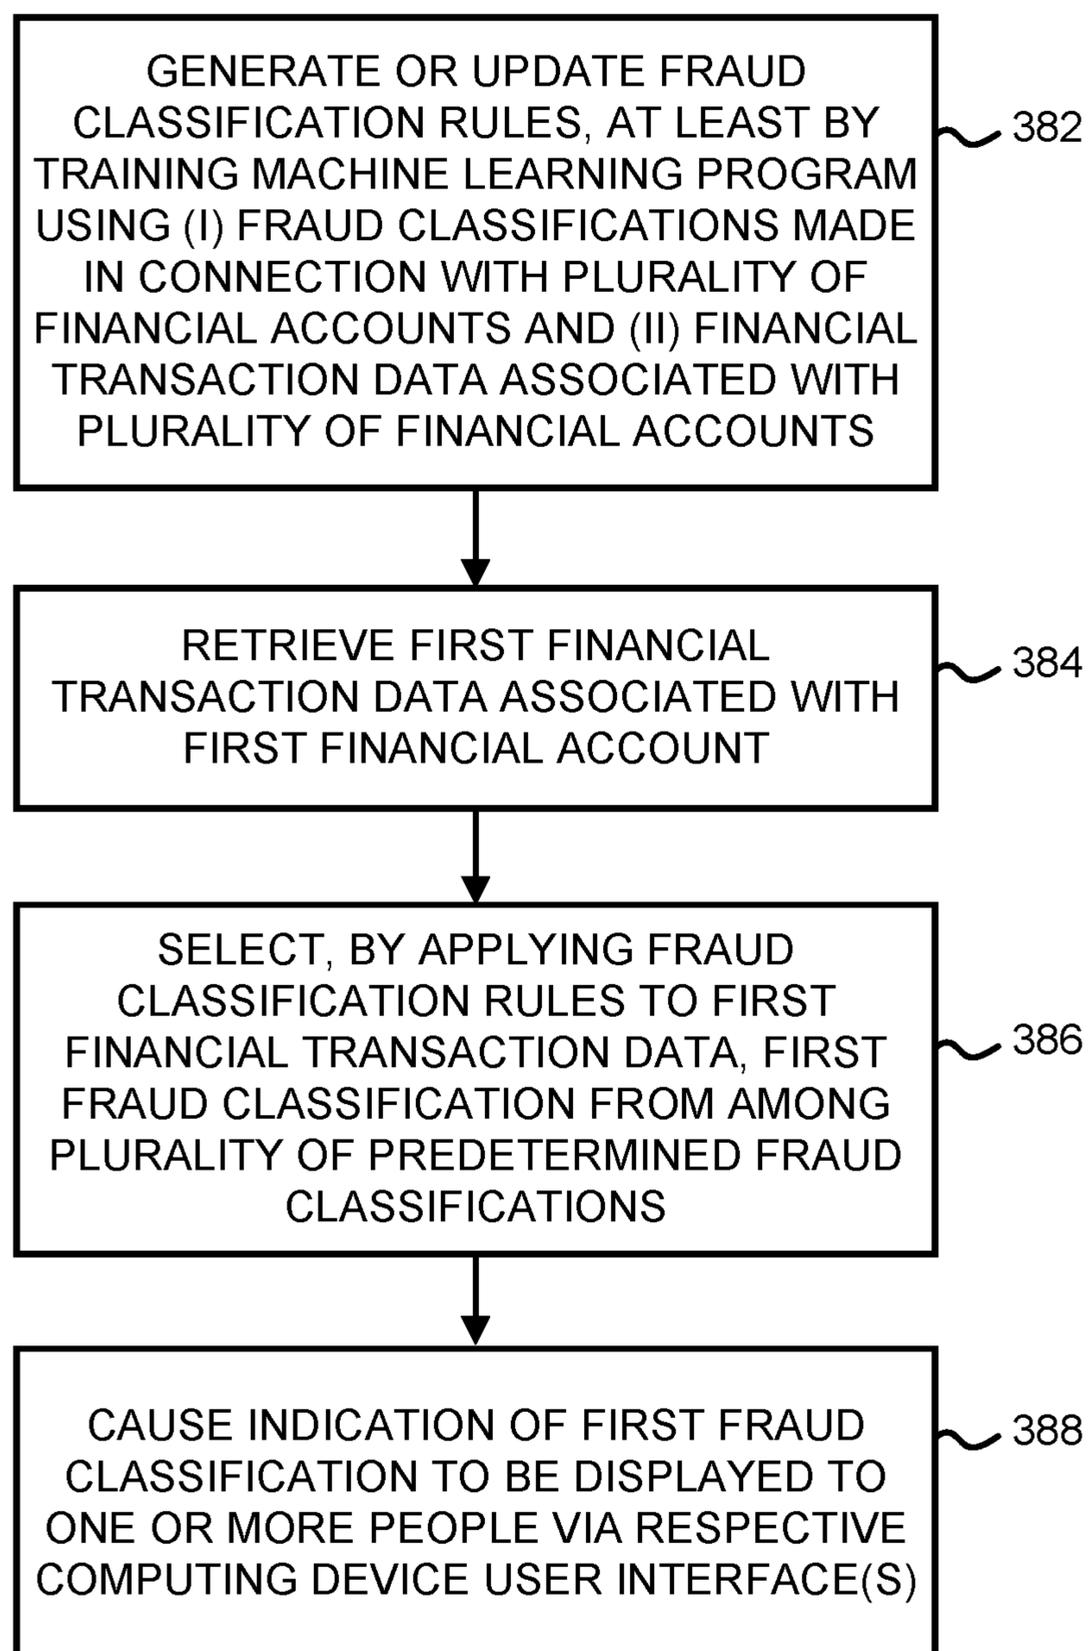 GENERATE OR UPDATE FRAUD
CLASSIFICATION RULES, AT LEAST BY
TRAINING MACHINE LEARNING PROGRAM
USING (I) FRAUD CLASSIFICATIONS MADE
IN CONNECTION WITH PLURALITY OF
FINANCIAL ACCOUNTS AND (II) FINANCIAL
TRANSACTION DATA ASSOCIATED WITH
PLURALITY OF FINANCIAL ACCOUNTS
382
RETRIEVE FIRST FINANCIAL
TRANSACTION DATA ASSOCIATED WITH
FIRST FINANCIAL ACCOUNT
384
SELECT, BY APPLYING FRAUD
CLASSIFICATION RULES TO FIRST
FINANCIAL TRANSACTION DATA, FIRST
FRAUD CLASSIFICATION FROM AMONG
PLURALITY OF PREDETERMINED FRAUD
CLASSIFICATIONS
386
CAUSE INDICATION OF FIRST FRAUD
CLASSIFICATION TO BE DISPLAYED TO
ONE OR MORE PEOPLE VIA RESPECTIVE
COMPUTING DEVICE USER INTERFACE(S)
388